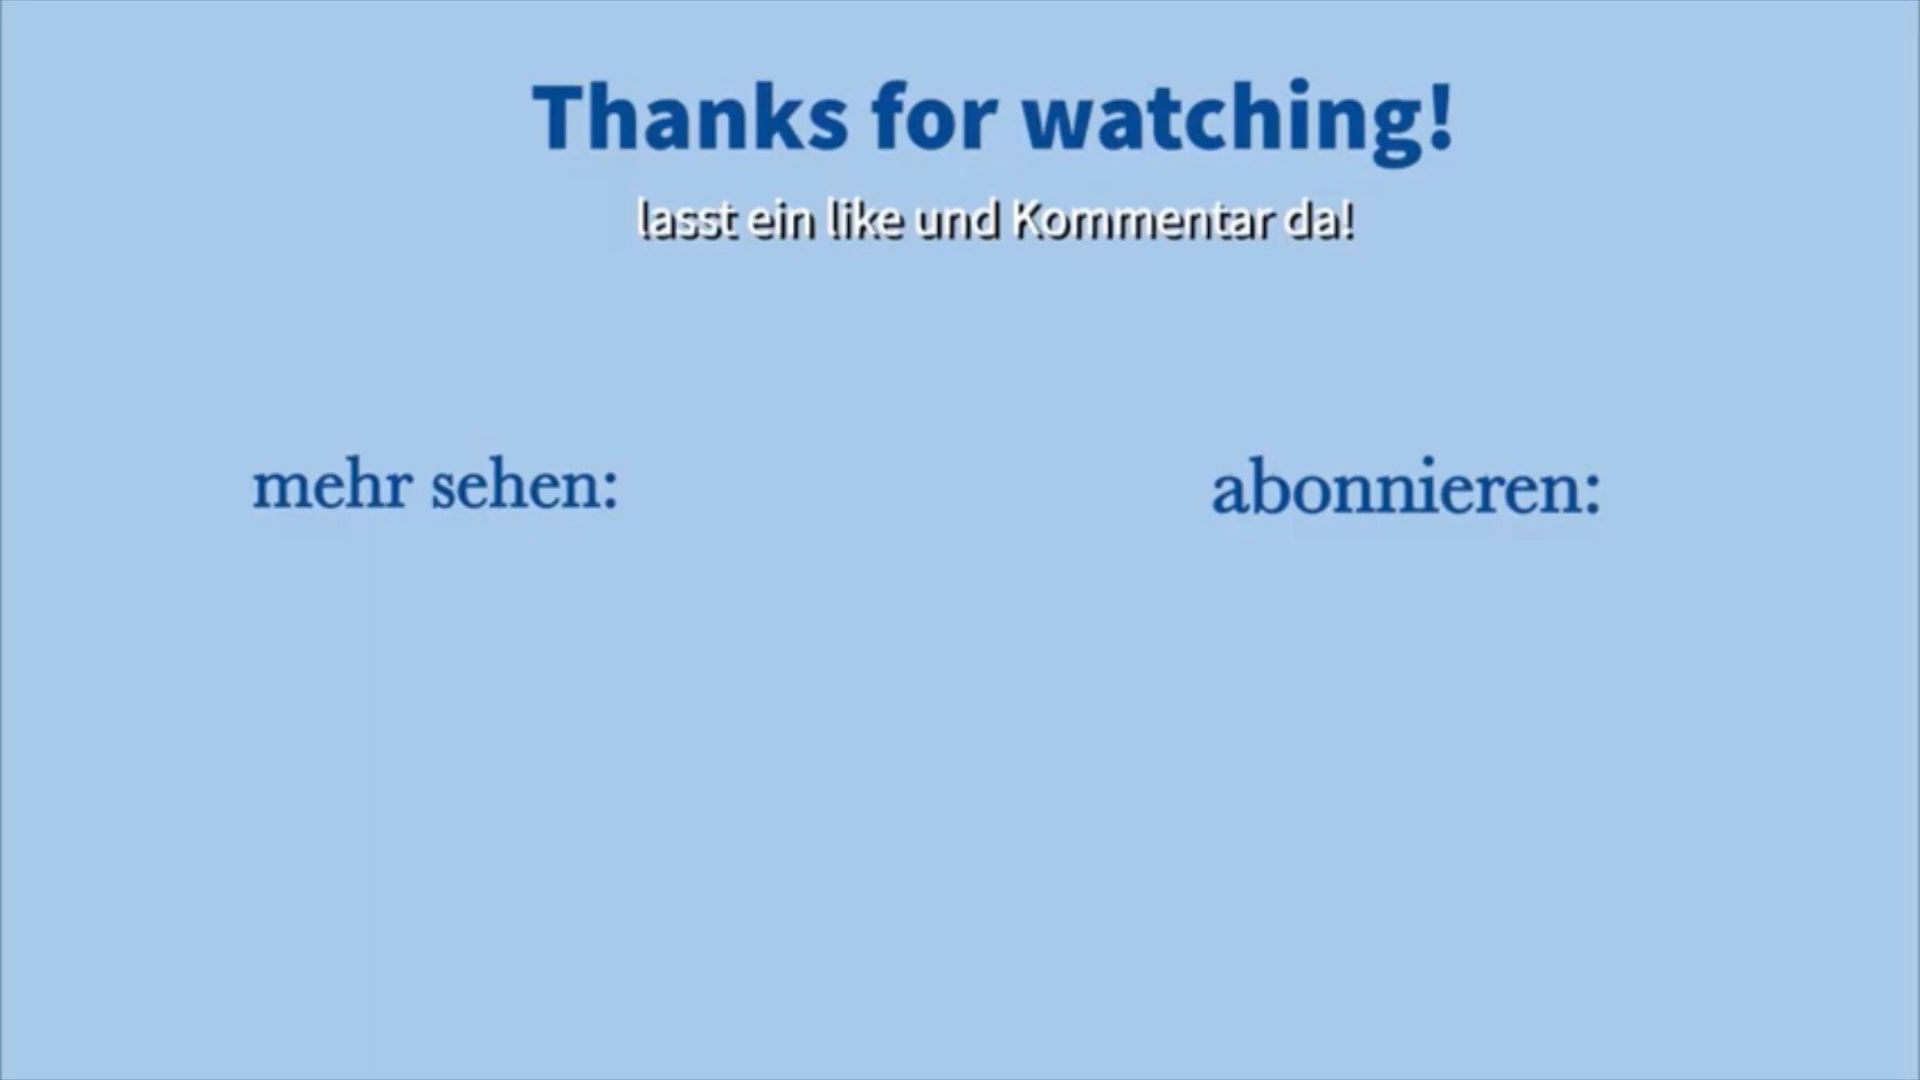 Thanks for watching!
lasst ein like und Kommentar da!
mehr sehen:
abonnieren: